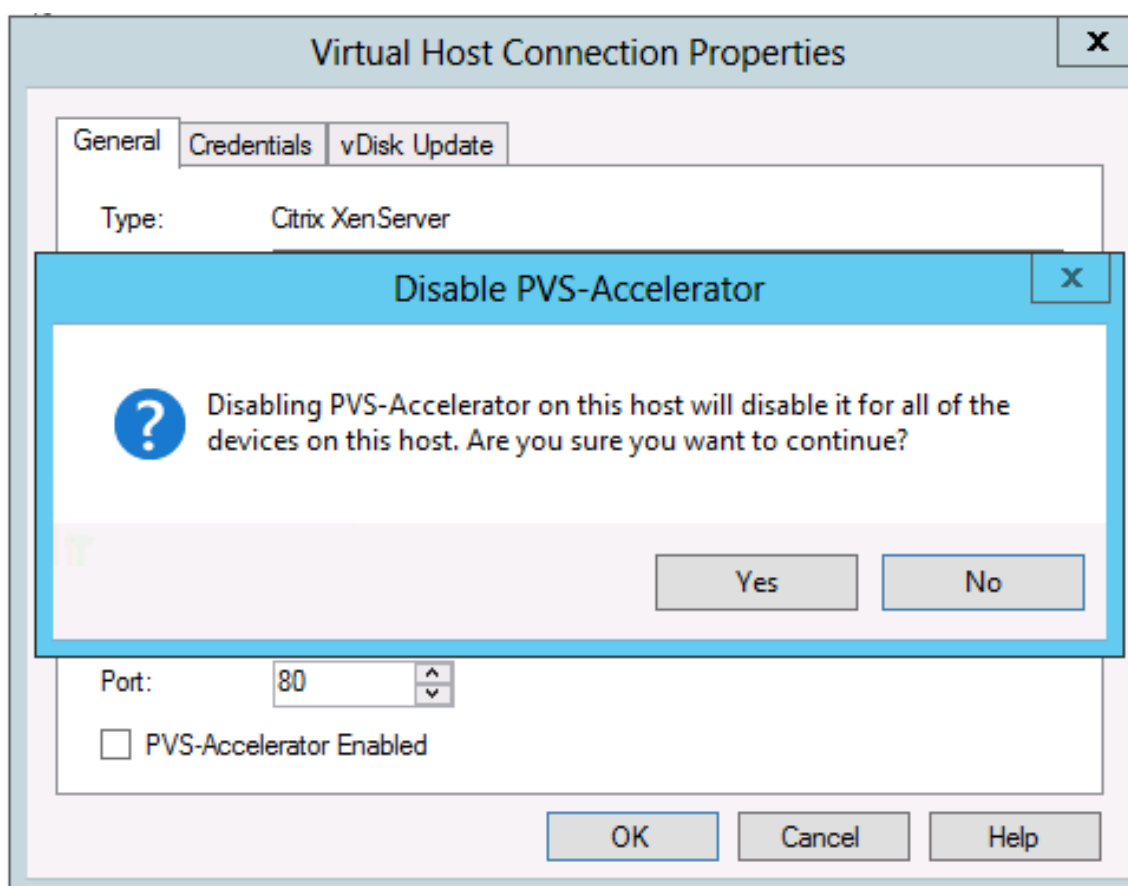 Virtual Host Connection Properties
x
General
Credentials
vDisk Update
Type:
Citrix XenServer
Disable PVS-Accelerator
x
?
Disabling PVS-Accelerator on this host will disable it for all of the
devices on this host. Are you sure you want to continue?
Yes
No
Port:
80
PVS-Accelerator Enabled
OK
Cancel
Help